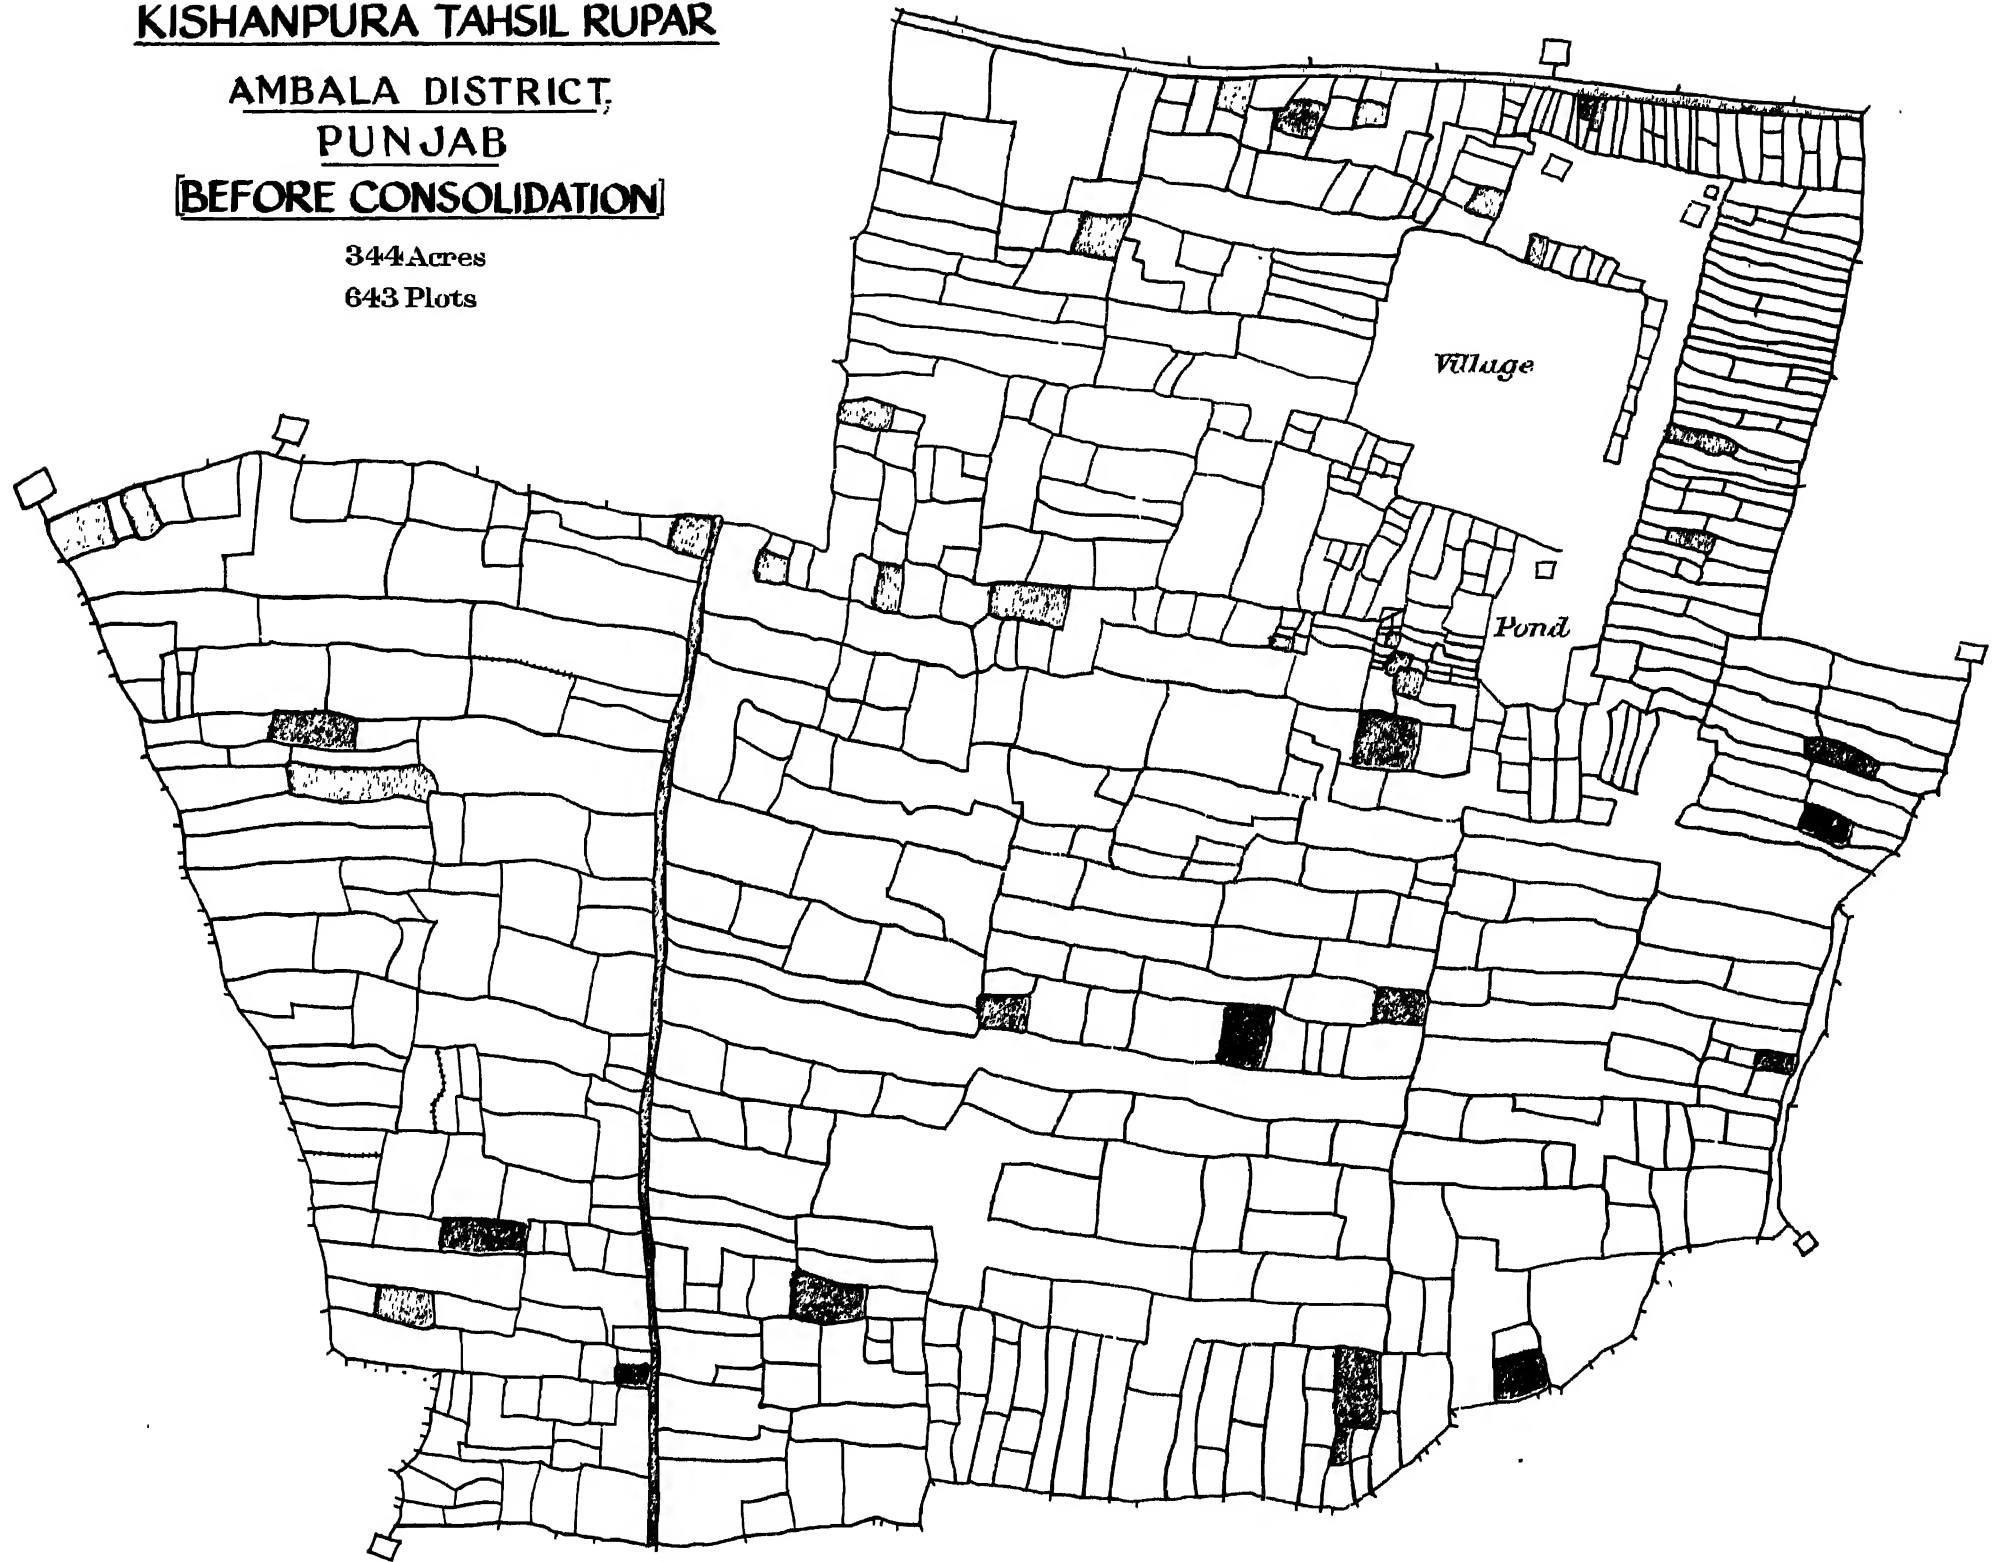 KISHANPURA TAHSIL RUPAR
AMBALA DISTRICT,
PUNJAB
[BEFORE CONSOLIDATION]
344 Acres
643 Plots
Village
Pond